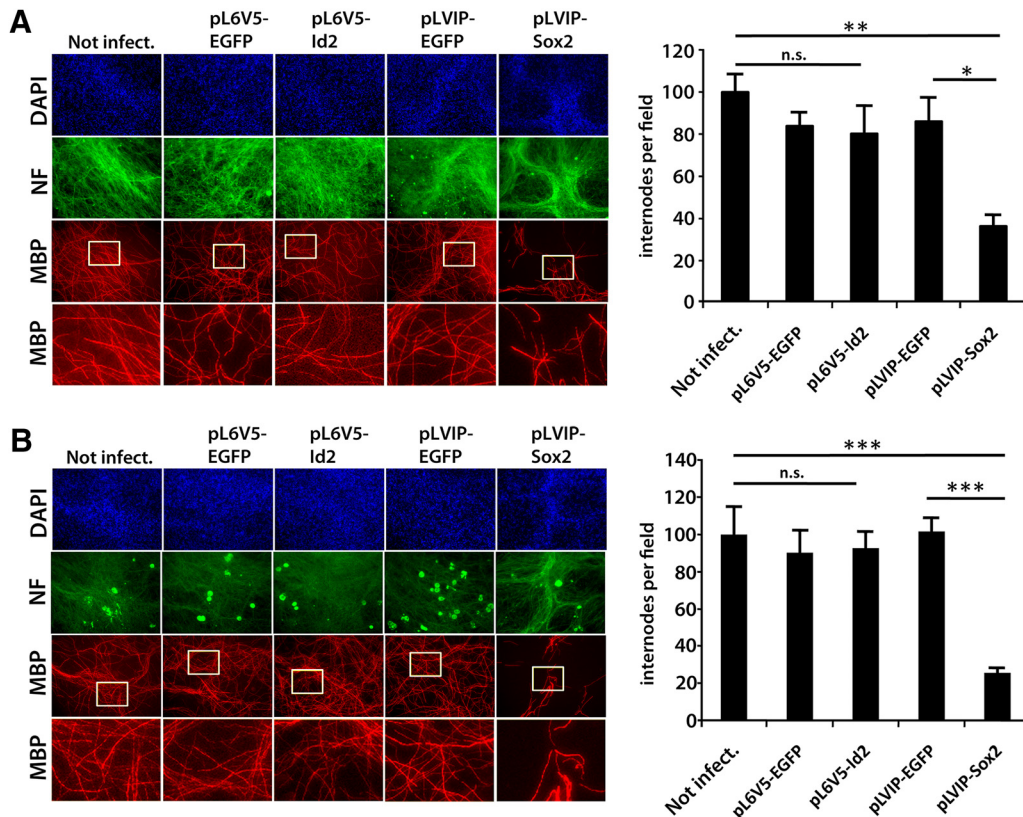 A
Not infect.
pL6V5-
EGFP
pL6V5-
Id2
pLVIP-
EGFP
pLVIP-
Sox2
DAPI
NF
MBP
MBP
**
n.s.
*
internodes per field
120
100
80
60
40
20
0
Not infect.
pL6V5-EGFP
pL6V5-Id2
pLVIP-EGFP
pLVIP-Sox2
B
Not infect.
pL6V5-
EGFP
pL6V5-
Id2
pLVIP-
EGFP
pLVIP-
Sox2
DAPI
NF
MBP
MBP
***
n.s.
***
internodes per field
140
120
100
80
60
40
20
0
Not infect.
pL6V5-EGFP
pL6V5-Id2
pLVIP-EGFP
pLVIP-Sox2